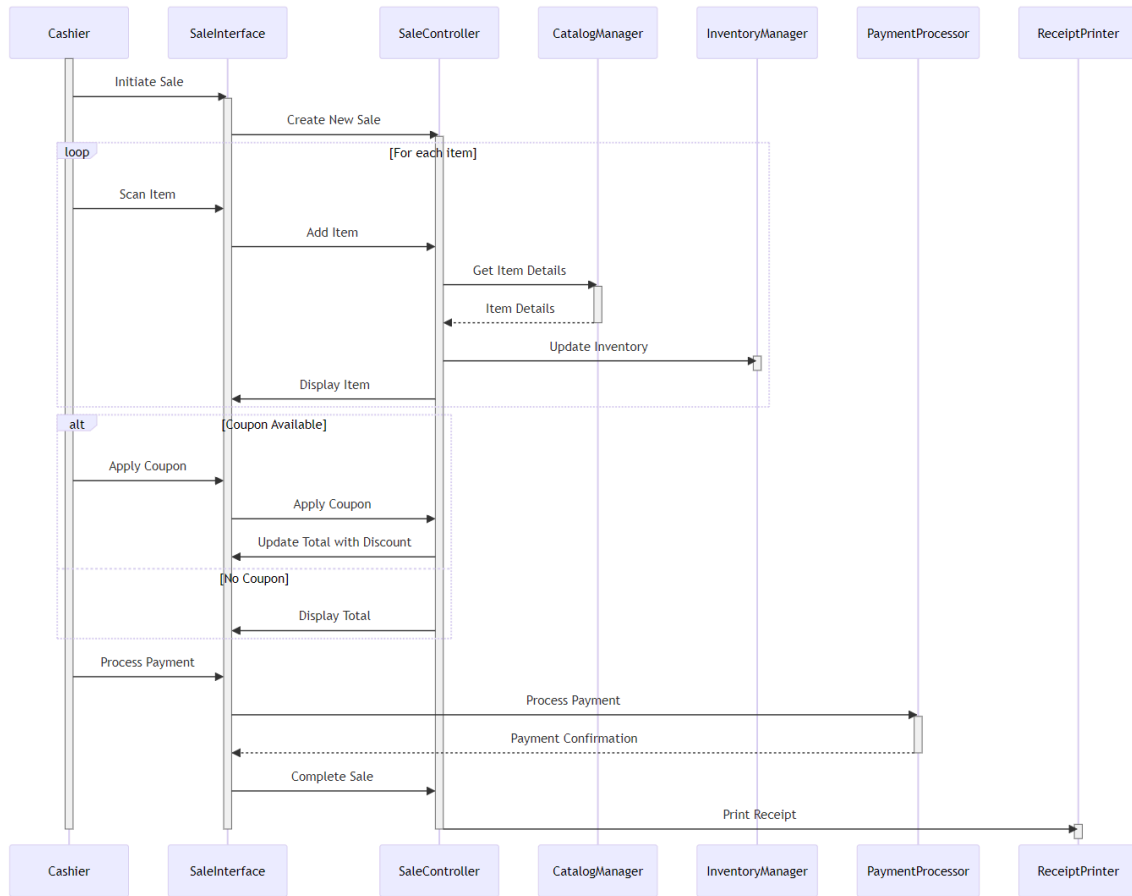 Cashier
SaleInterface
SaleController
CatalogManager
InventoryManager
PaymentProcessor
ReceiptPrinter
Initiate Sale
Create New Sale
loop
[For each item]
Scan Item
Add Item
Get Item Details
Item Details
Update Inventory
Display Item
alt
[Coupon Available]
Apply Coupon
Apply Coupon
Update Total with Discount
[No Coupon]
Display Total
Process Payment
Process Payment
Payment Confirmation
Complete Sale
Print Receipt
Cashier
SaleInterface
SaleController
CatalogManager
InventoryManager
PaymentProcessor
ReceiptPrinter